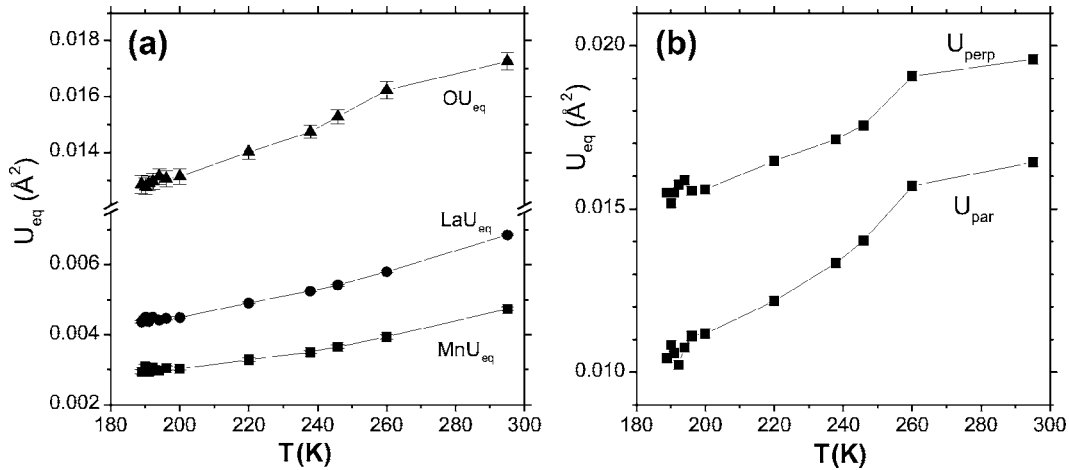 (a)
0.018
0.016
0.014
0.006
0.004
0.002
U_eq (Å²)
OU_eq
LaU_eq
MnU_eq
180 200 220 240 260 280 300
T(K)
(b)
0.020
0.015
0.010
U_eq (Å²)
U_perp
U_par
180 200 220 240 260 280 300
T(K)